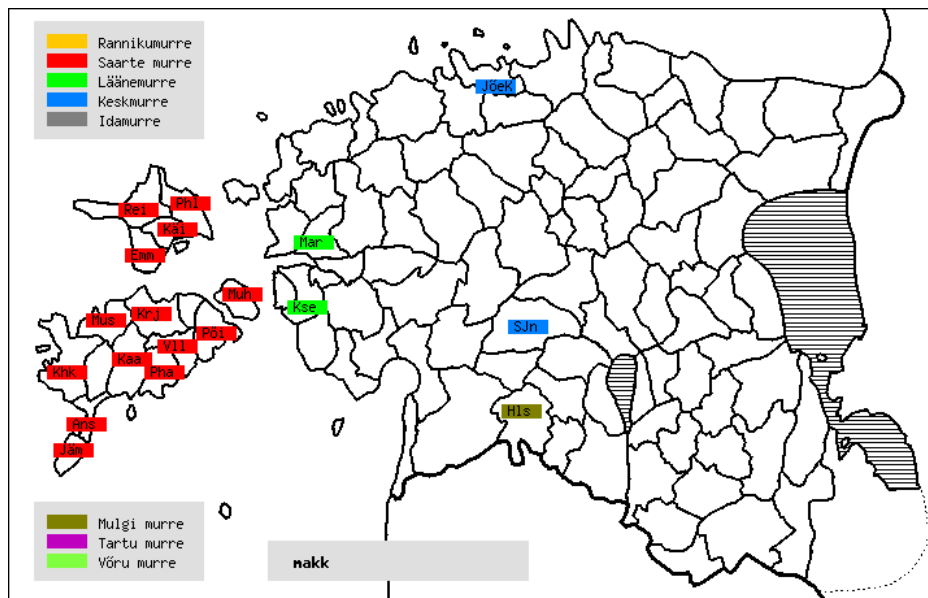 Rannikumurre
Saarte murre
Läänemurre
Keskmurre
Idamurre
JõeK
Phl
Rei
Käi
Mar
Emm
Muh
Kse
Krj
Mus
SJn
Pöi
Vll
Kaa
Khk
Pha
Hls
Ans
Jäm
Mulgi murre
Tartu murre
Võru murre
makk